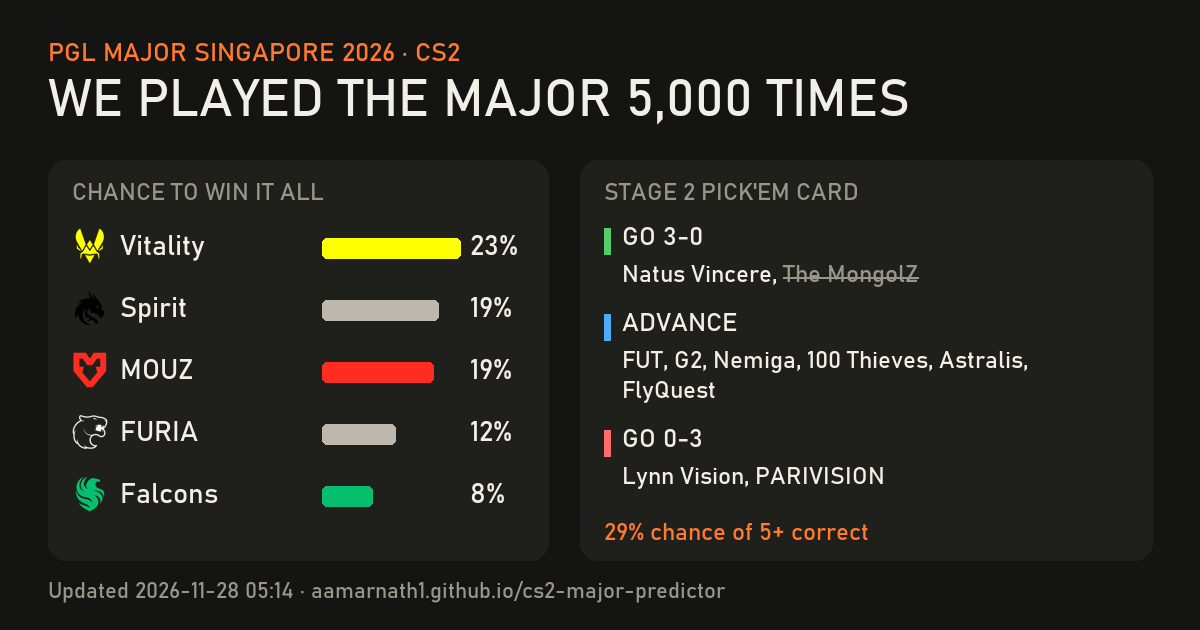 PGL MAJOR SINGAPORE 2026 · CS2
WE PLAYED THE MAJOR 5,000 TIMES
CHANCE TO WIN IT ALL
Vitality 23%
Spirit 19%
MOUZ 19%
FURIA 12%
Falcons 8%
STAGE 2 PICK'EM CARD
GO 3-0
Natus Vincere, The MongolZ
ADVANCE
FUT, G2, Nemiga, 100 Thieves, Astralis,
FlyQuest
GO 0-3
Lynn Vision, PARIVISION
29% chance of 5+ correct
Updated 2026-11-28 05:14 · aamarnath1.github.io/cs2-major-predictor